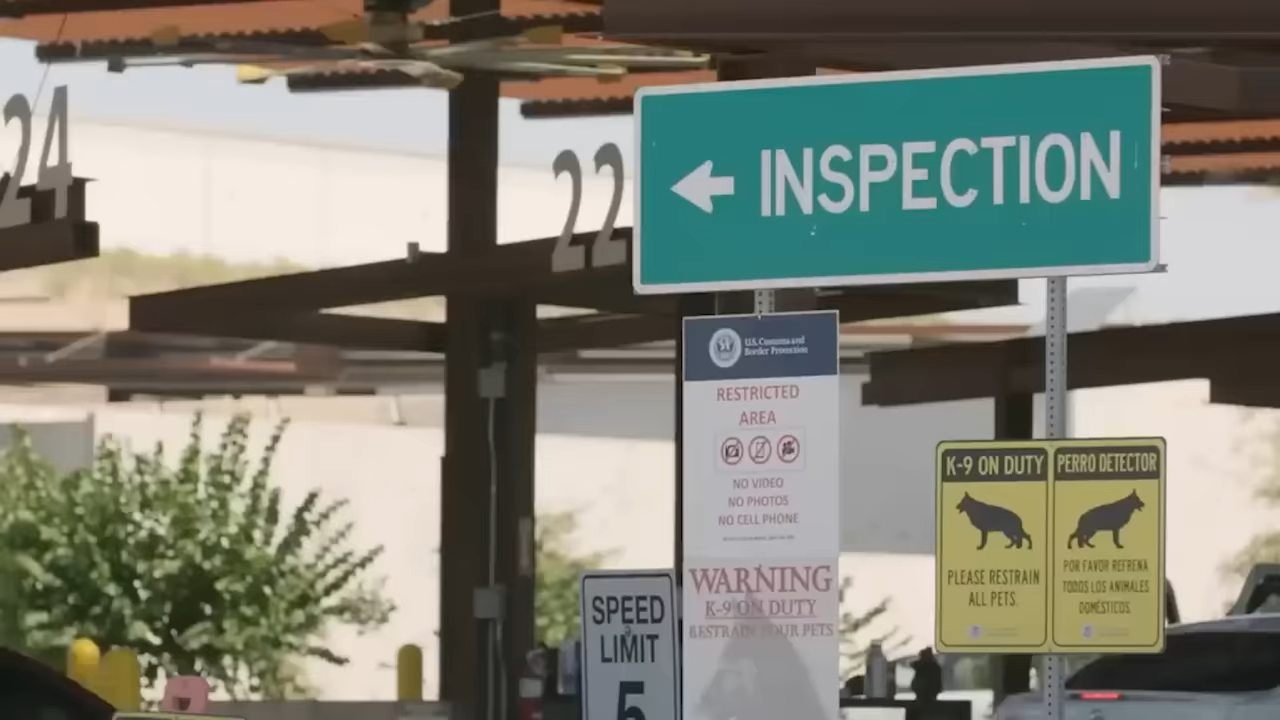 24
22
INSPECTION
U.S. Customs and
Border Protection
RESTRICTED
AREA
NO VIDEO
NO PHOTOS
NO CELL PHONE
WARNING
K-9 ON DUTY
RESTRAIN YOUR PETS
SPEED
LIMIT
5
K-9 ON DUTY
PLEASE RESTRAIN
ALL PETS.
PERRO DETECTOR
POR FAVOR REFRENA
TODOS LOS ANIMALES
DOMÉSTICOS.